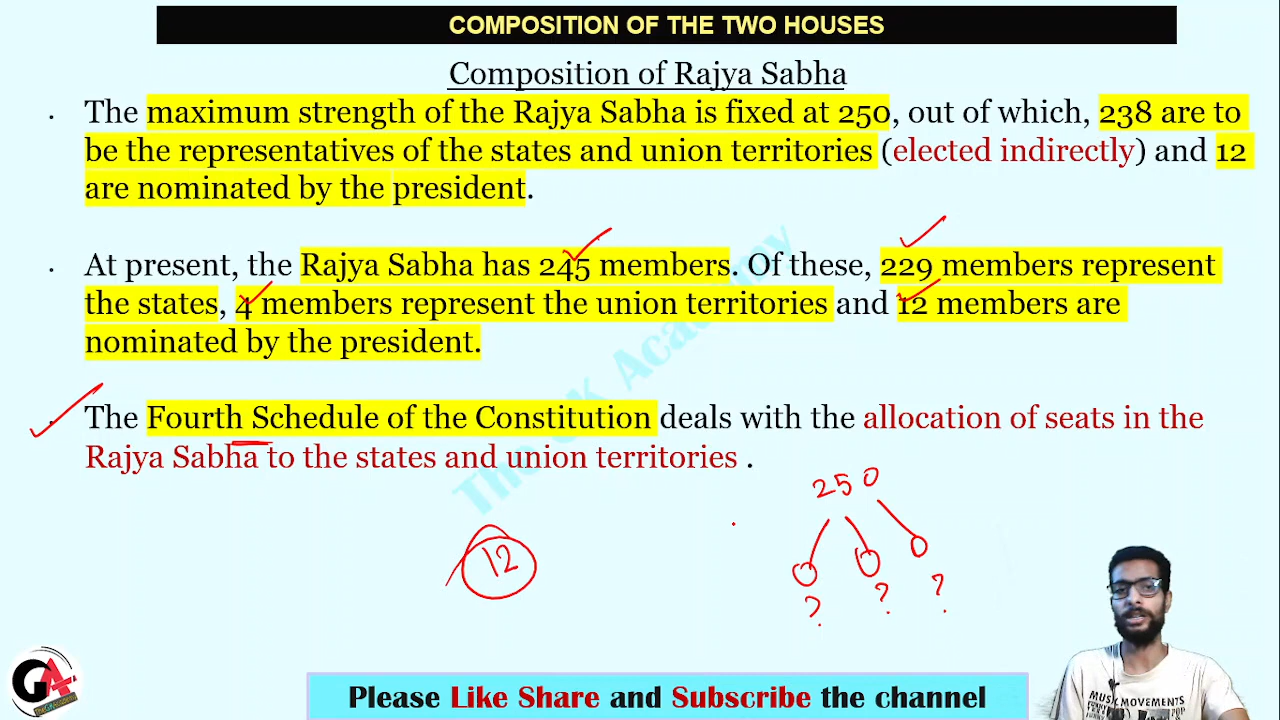 COMPOSITION OF THE TWO HOUSES
Composition of Rajya Sabha
. The maximum strength of the Rajya Sabha is fixed at 250, out of which, 238 are to
be the representatives of the states and union territories (elected indirectly) and 12
are nominated by the president.
. At present, the Rajya Sabha has 245 members. Of these, 229 members represent
the states, 4 members represent the union territories and 12 members are
nominated by the president.
. The Fourth Schedule of the Constitution deals with the allocation of seats in the
Rajya Sabha to the states and union territories .
250
12
0 0 0
? ? ?
GA
MUSIC MOVEMENTS
Please Like Share and Subscribe the channel